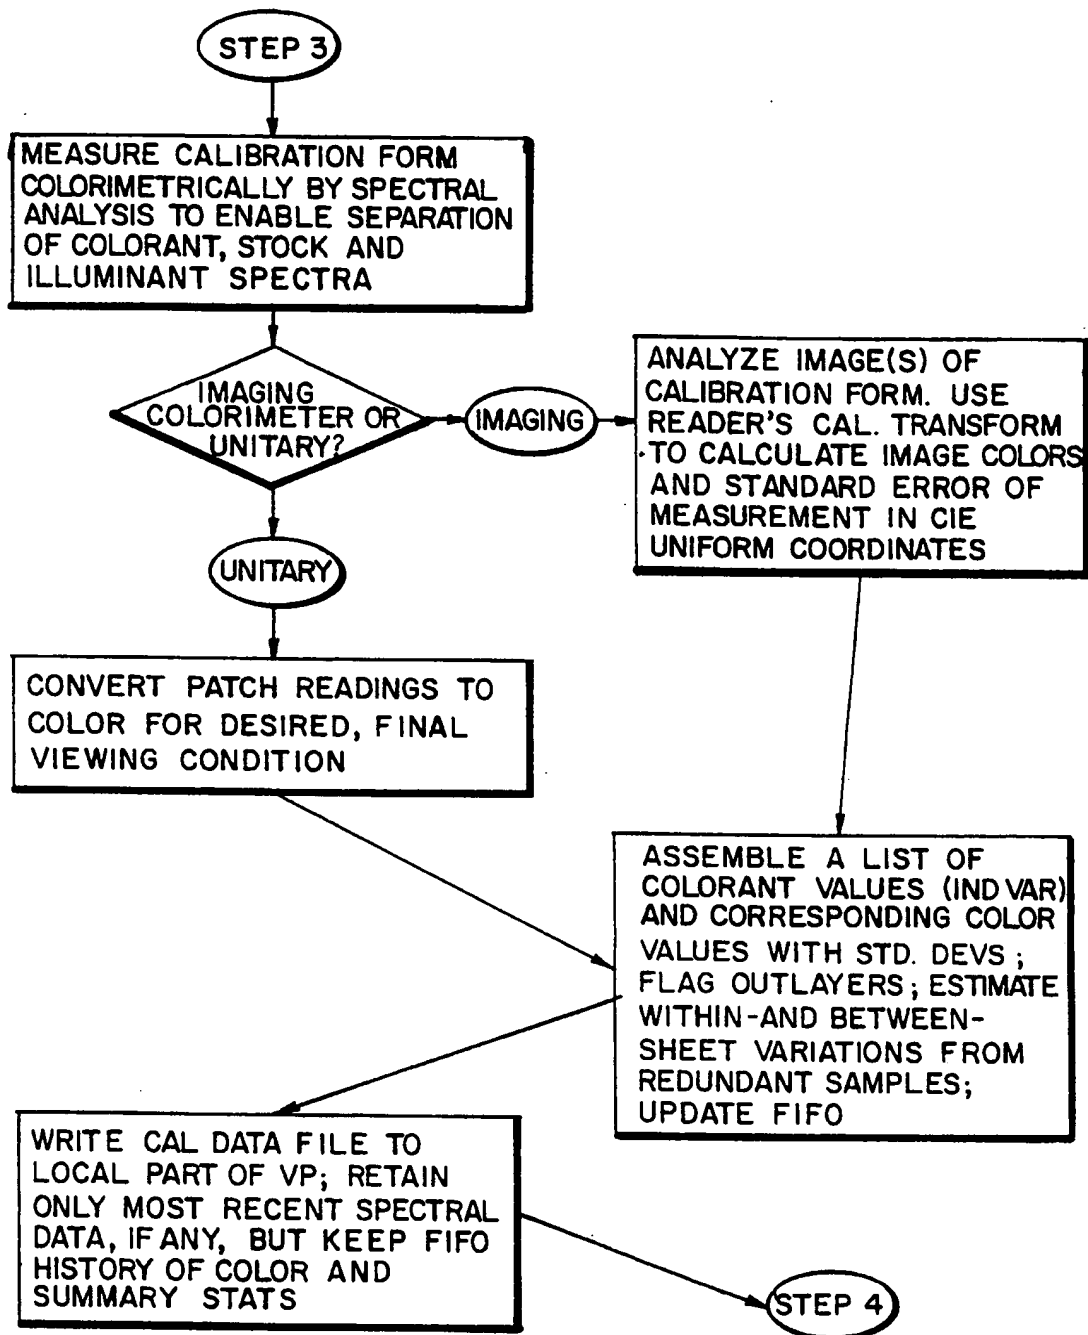 STEP 3
MEASURE CALIBRATION FORM
COLORIMETRICALLY BY SPECTRAL
ANALYSIS TO ENABLE SEPARATION
OF COLORANT, STOCK AND
ILLUMINANT SPECTRA
IMAGING
COLORIMETER OR
UNITARY?
IMAGING
ANALYZE IMAGE(S) OF
CALIBRATION FORM. USE
READER'S CAL. TRANSFORM
TO CALCULATE IMAGE COLORS
AND STANDARD ERROR OF
MEASUREMENT IN CIE
UNIFORM COORDINATES
UNITARY
CONVERT PATCH READINGS TO
COLOR FOR DESIRED, FINAL
VIEWING CONDITION
ASSEMBLE A LIST OF
COLORANT VALUES (IND VAR)
AND CORRESPONDING COLOR
VALUES WITH STD. DEVS;
FLAG OUTLAYERS; ESTIMATE
WITHIN-AND BETWEEN-
SHEET VARIATIONS FROM
REDUNDANT SAMPLES;
UPDATE FIFO
WRITE CAL DATA FILE TO
LOCAL PART OF VP; RETAIN
ONLY MOST RECENT SPECTRAL
DATA, IF ANY, BUT KEEP FIFO
HISTORY OF COLOR AND
SUMMARY STATS
STEP 4